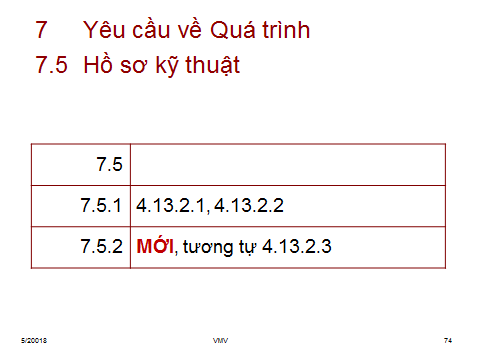 7 Yêu cầu về Quá trình
7.5 Hồ sơ kỹ thuật
7.5
7.5.1 4.13.2.1, 4.13.2.2
7.5.2 MỚI, tương tự 4.13.2.3
5/20018 VMV 74